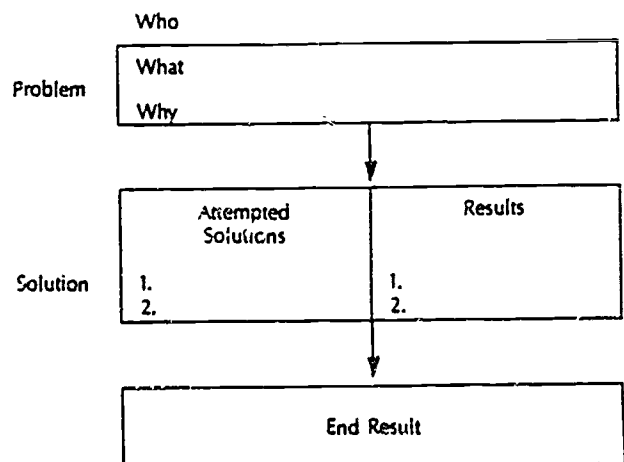 Who
Problem
What
Why
Attempted
Solutions
Results
Solution
1.
2.
1.
2.
End Result